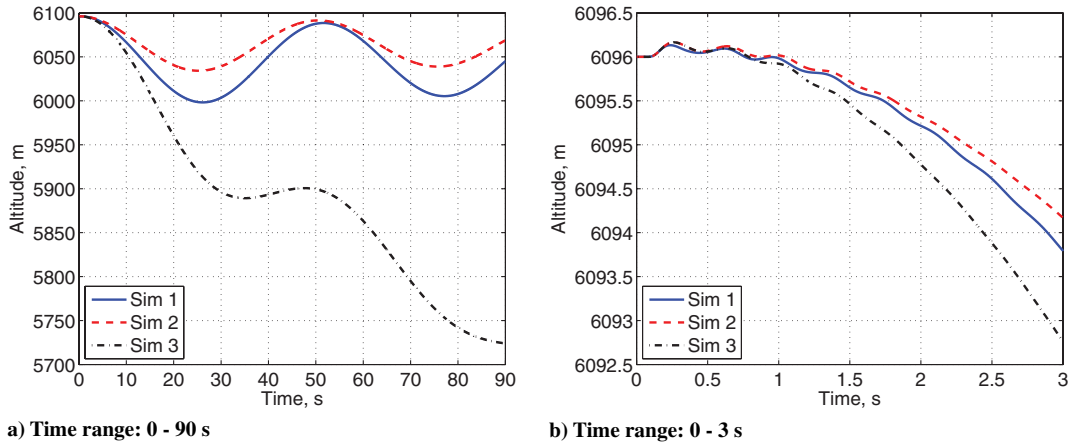 6100
6050
6000
5950
5900
5850
5800
5750
5700
Altitude, m
Sim 1
Sim 2
Sim 3
0 10 20 30 40 50 60 70 80 90
Time, s
a) Time range: 0 - 90 s
6096.5
6096
6095.5
6095
6094.5
6094
6093.5
6093
6092.5
Altitude, m
Sim 1
Sim 2
Sim 3
0 0.5 1 1.5 2 2.5 3
Time, s
b) Time range: 0 - 3 s